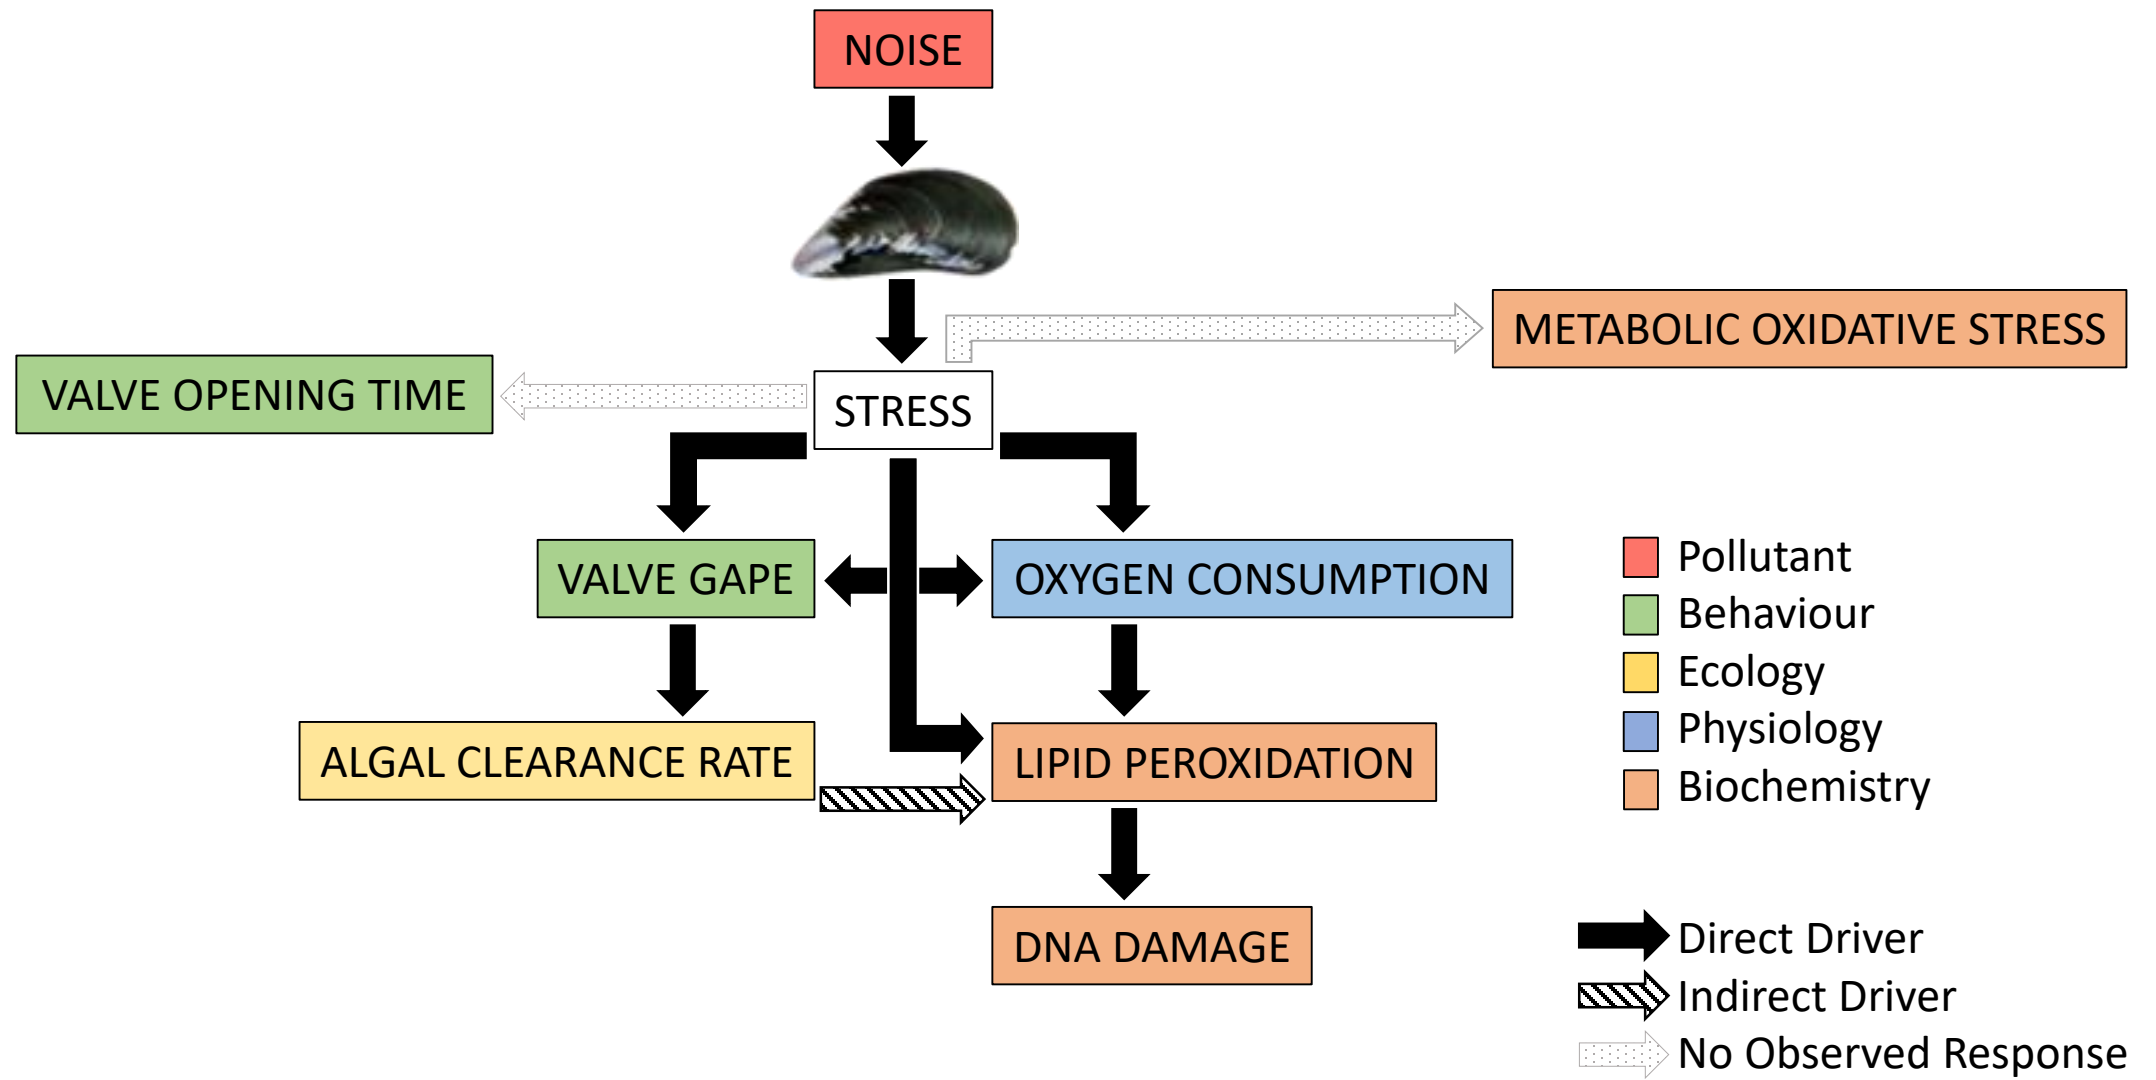 NOISE
METABOLIC OXIDATIVE STRESS
VALVE OPENING TIME
STRESS
VALVE GAPE
OXYGEN CONSUMPTION
ALGAL CLEARANCE RATE
LIPID PEROXIDATION
DNA DAMAGE
Pollutant
Behaviour
Ecology
Physiology
Biochemistry
Direct Driver
Indirect Driver
No Observed Response